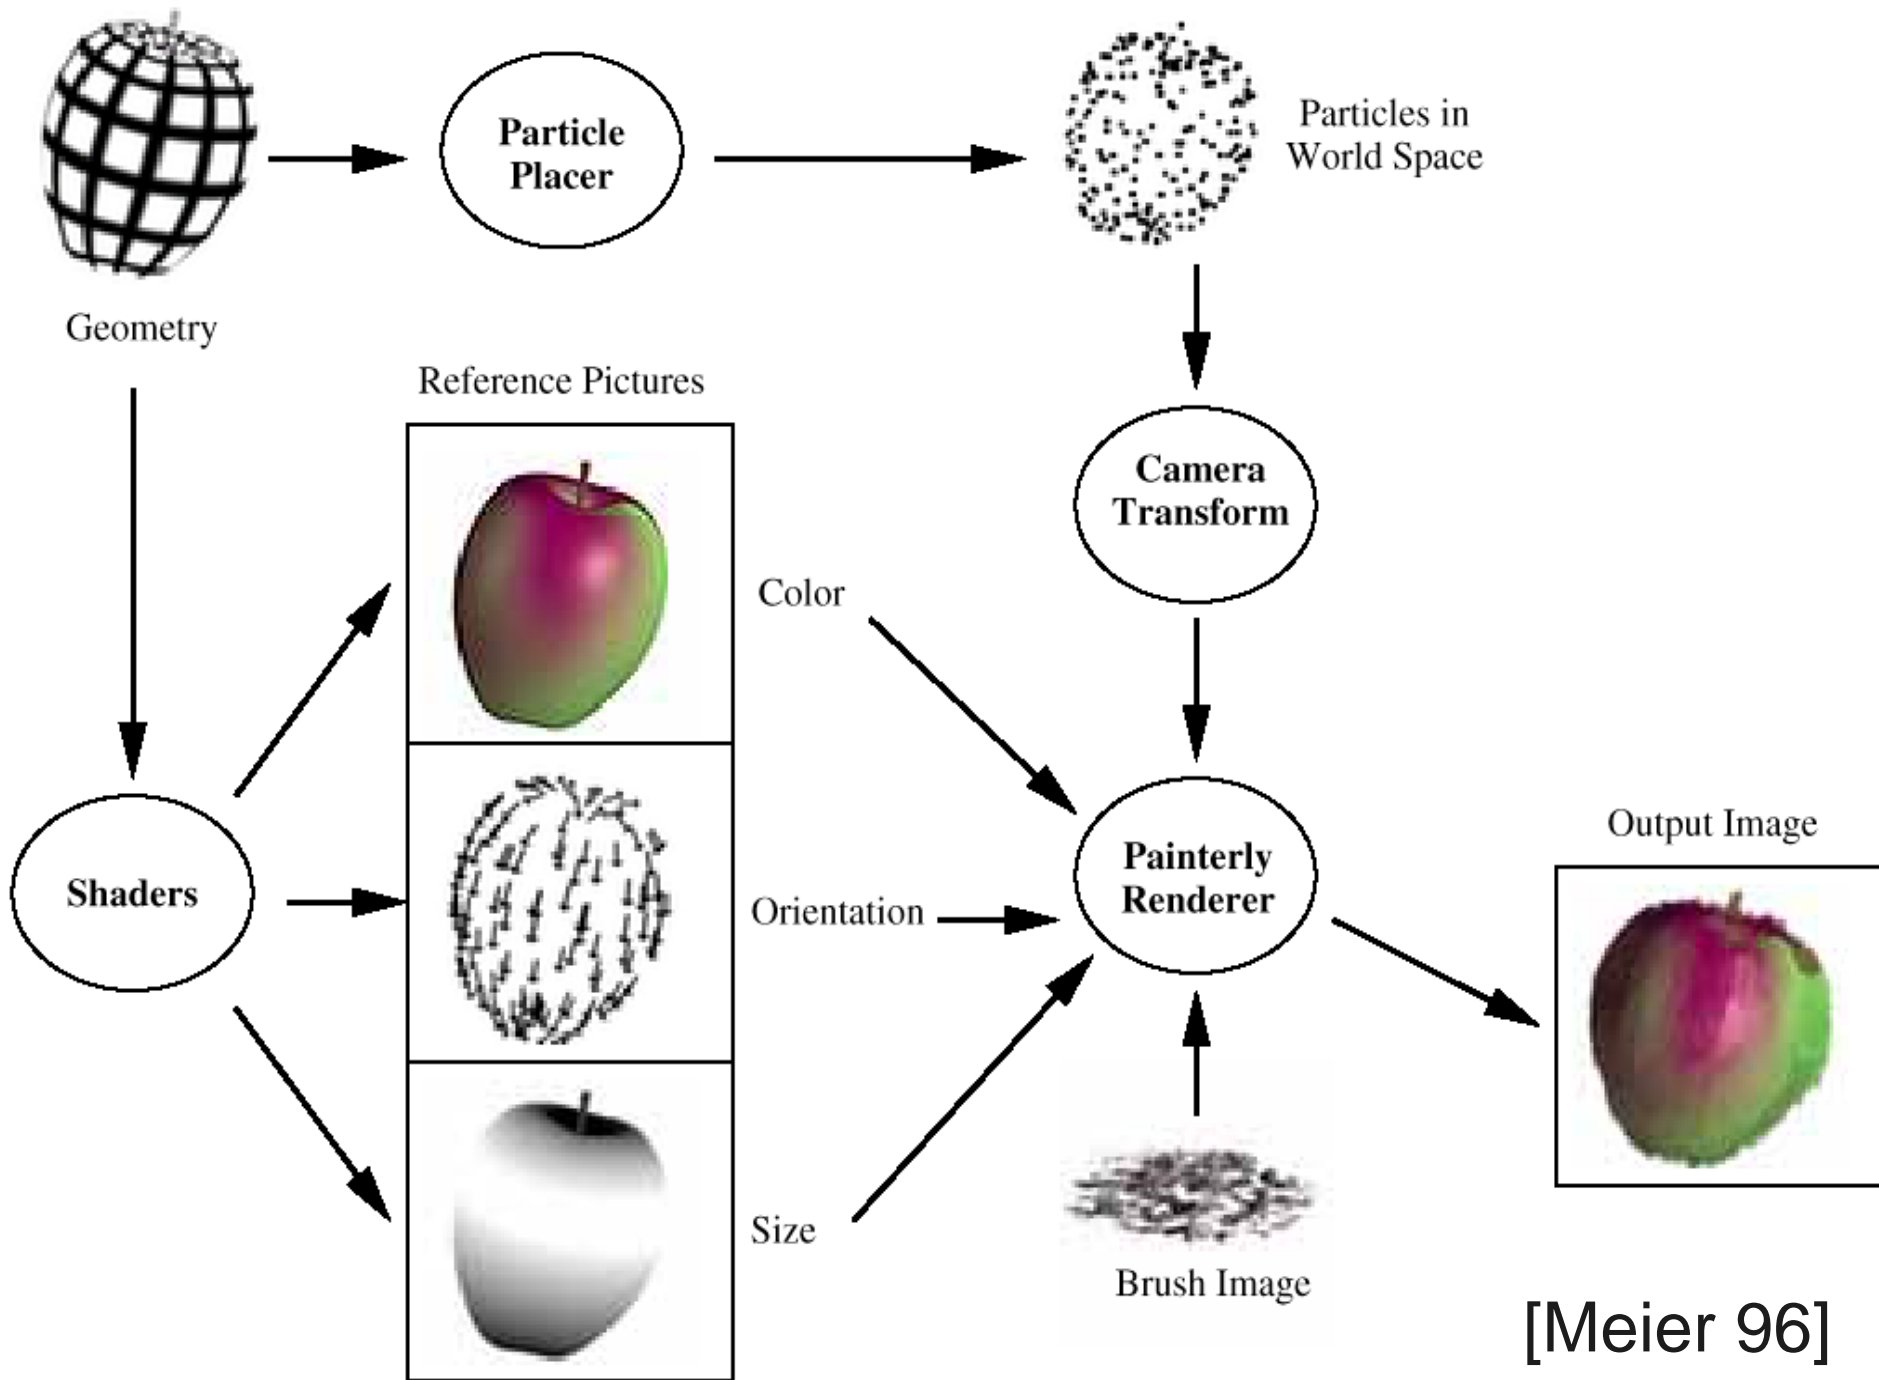 Particle
Placer
Particles in
World Space
Geometry
Reference Pictures
Camera
Transform
Color
Shaders
Orientation
Painterly
Renderer
Output Image
Size
Brush Image
[Meier 96]